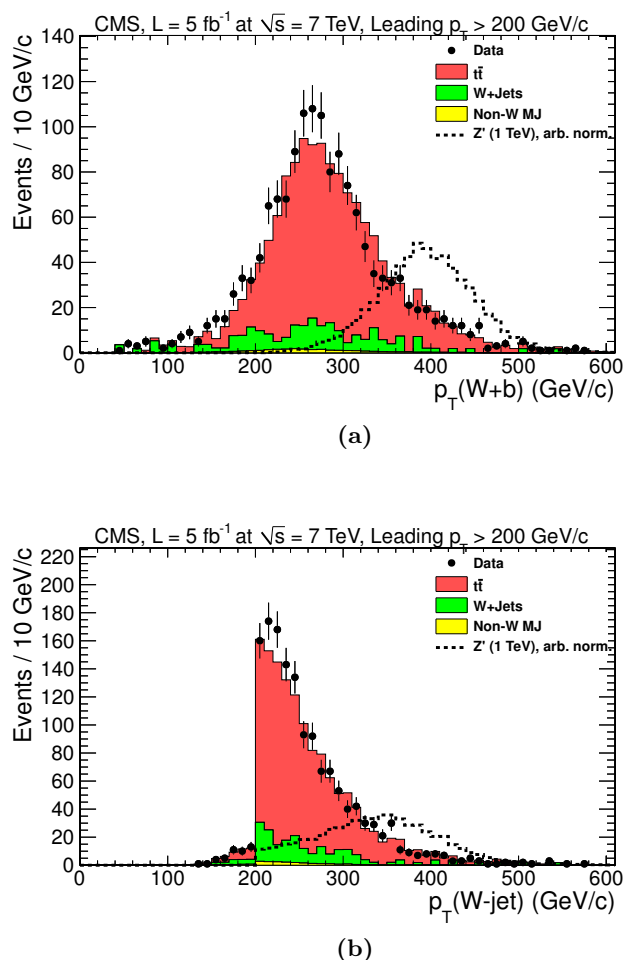 CMS, L = 5 fb⁻¹ at √s = 7 TeV, Leading p_T > 200 GeV/c
Events / 10 GeV/c
140
120
100
80
60
40
20
0
Data
tt̄
W+Jets
Non-W MJ
Z' (1 TeV), arb. norm.
0 100 200 300 400 500 600
p_T(W+b) (GeV/c)
(a)
CMS, L = 5 fb⁻¹ at √s = 7 TeV, Leading p_T > 200 GeV/c
Events / 10 GeV/c
220
200
180
160
140
120
100
80
60
40
20
0
Data
tt̄
W+Jets
Non-W MJ
Z' (1 TeV), arb. norm.
0 100 200 300 400 500 600
p_T(W-jet) (GeV/c)
(b)